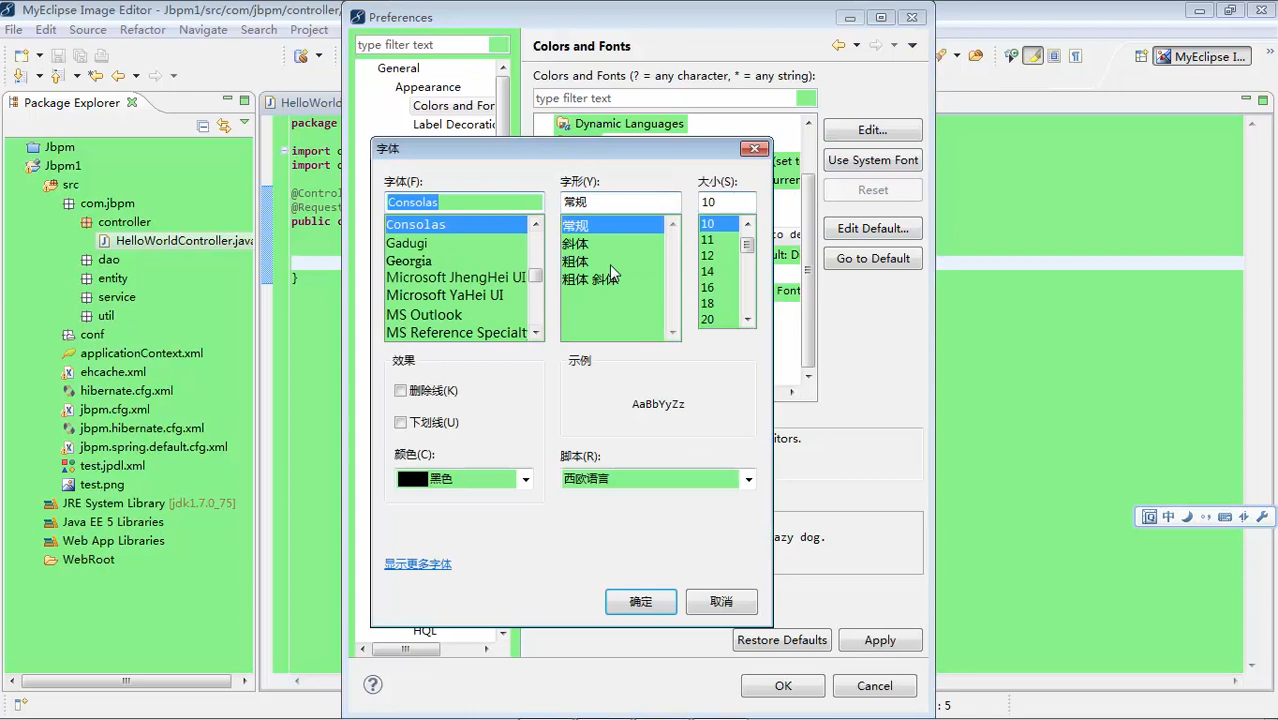 MyEclipse Image Editor - Jbpm1/src/com/jbpm/controller/
File Edit Source Refactor Navigate Search Project
MyEclipse I...
Package Explorer
Jbpm
Jbpm1
src
com.jbpm
controller
HelloWorldController.java
dao
entity
service
util
conf
applicationContext.xml
ehcache.xml
hibernate.cfg.xml
jbpm.cfg.xml
jbpm.hibernate.cfg.xml
jbpm.spring.default.cfg.xml
test.jpdl.xml
test.png
JRE System Library [jdk1.7.0_75]
Java EE 5 Libraries
Web App Libraries
WebRoot
HelloWorld
package
import c
import c
@Control
@Request
public c
}
Preferences
type filter text
General
Appearance
Colors and Fon
Label Decoratio
HQL
Colors and Fonts
Colors and Fonts (? = any character, * = any string):
type filter text
Dynamic Languages
(set t
urren
o de
ault: D
Font
itors.
azy dog.
Edit...
Use System Font
Reset
Edit Default...
Go to Default
Restore Defaults
Apply
OK
Cancel
字体
字体(F):
Consolas
Consolas
Gadugi
Georgia
Microsoft JhengHei UI
Microsoft YaHei UI
MS Outlook
MS Reference Specialt
字形(Y):
常规
常规
斜体
粗体
粗体 斜体
大小(S):
10
10
11
12
14
16
18
20
效果
删除线(K)
下划线(U)
颜色(C):
黑色
示例
AaBbYyZz
脚本(R):
西欧语言
显示更多字体
确定
取消
中
: 5